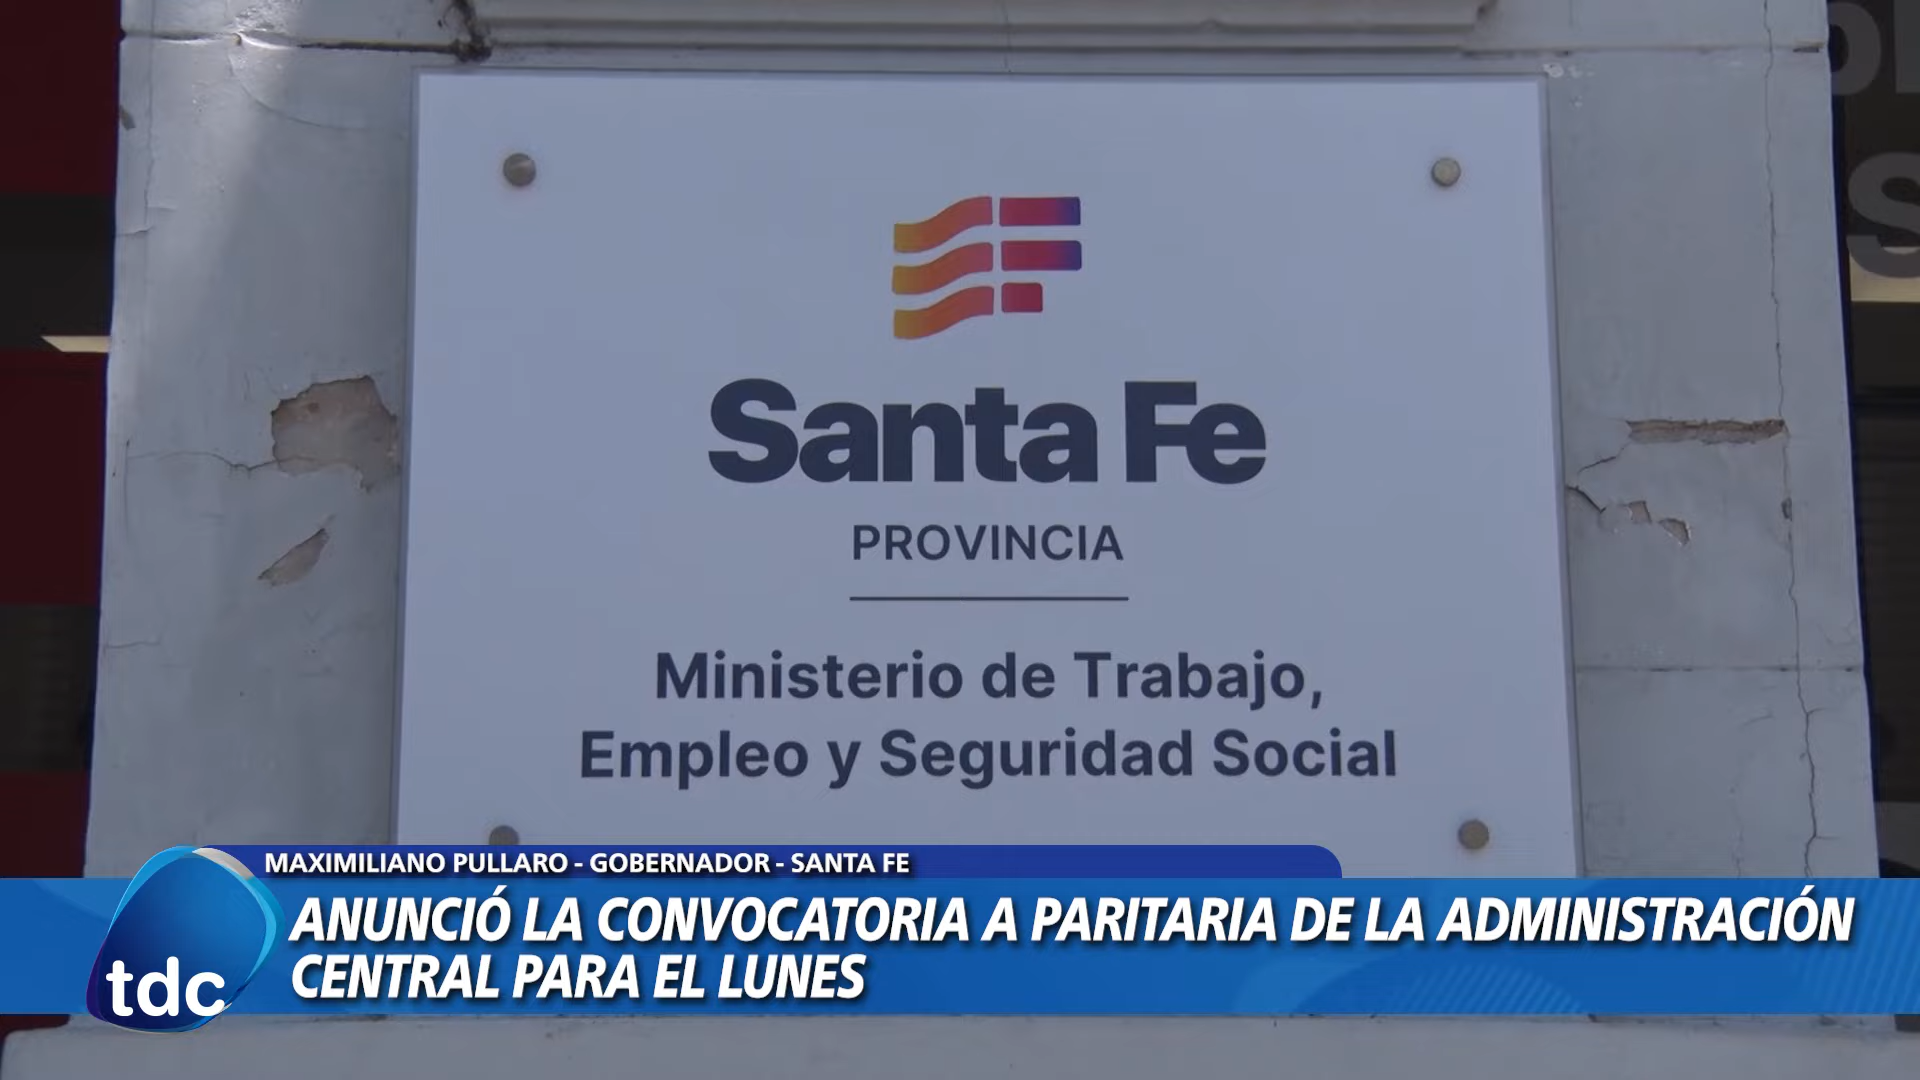 Santa Fe
PROVINCIA
Ministerio de Trabajo,
Empleo y Seguridad Social
MAXIMILIANO PULLARO - GOBERNADOR - SANTA FE
ANUNCIÓ LA CONVOCATORIA A PARITARIA DE LA ADMINISTRACIÓN
CENTRAL PARA EL LUNES
tdc